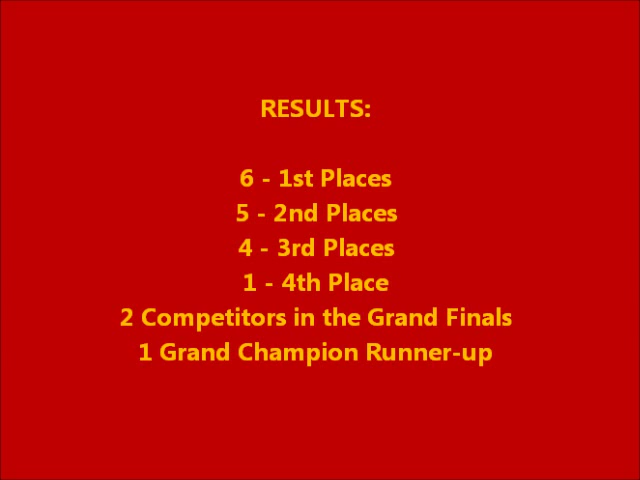 RESULTS:
6 - 1st Places
5 - 2nd Places
4 - 3rd Places
1 - 4th Place
2 Competitors in the Grand Finals
1 Grand Champion Runner-up